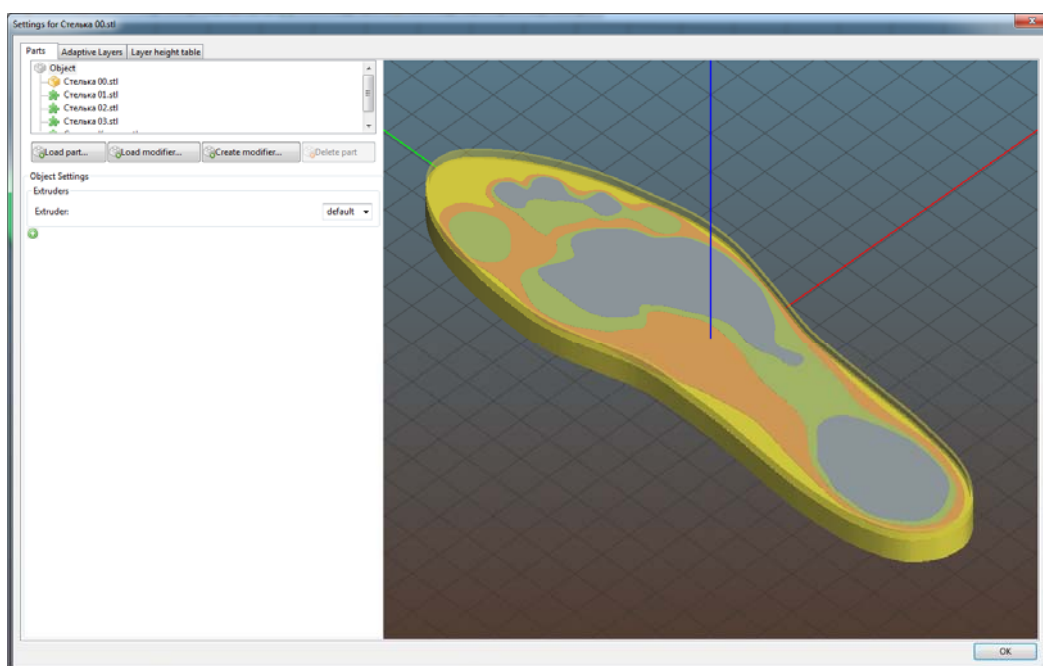 Settings for Стелька 00.stl
Parts
Adaptive Layers
Layer height table
Object
Стелька 00.stl
Стелька 01.stl
Стелька 02.stl
Стелька 03.stl
Load part...
Load modifier...
Create modifier...
Delete part
Object Settings
Extruders
Extruder:
default
OK